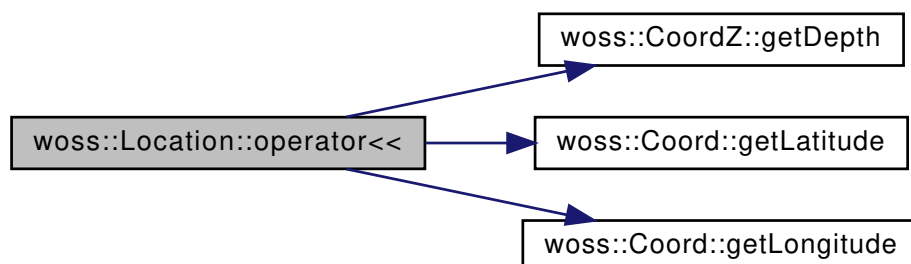 woss::CoordZ::getDepth
woss::Location::operator<<
woss::Coord::getLatitude
woss::Coord::getLongitude